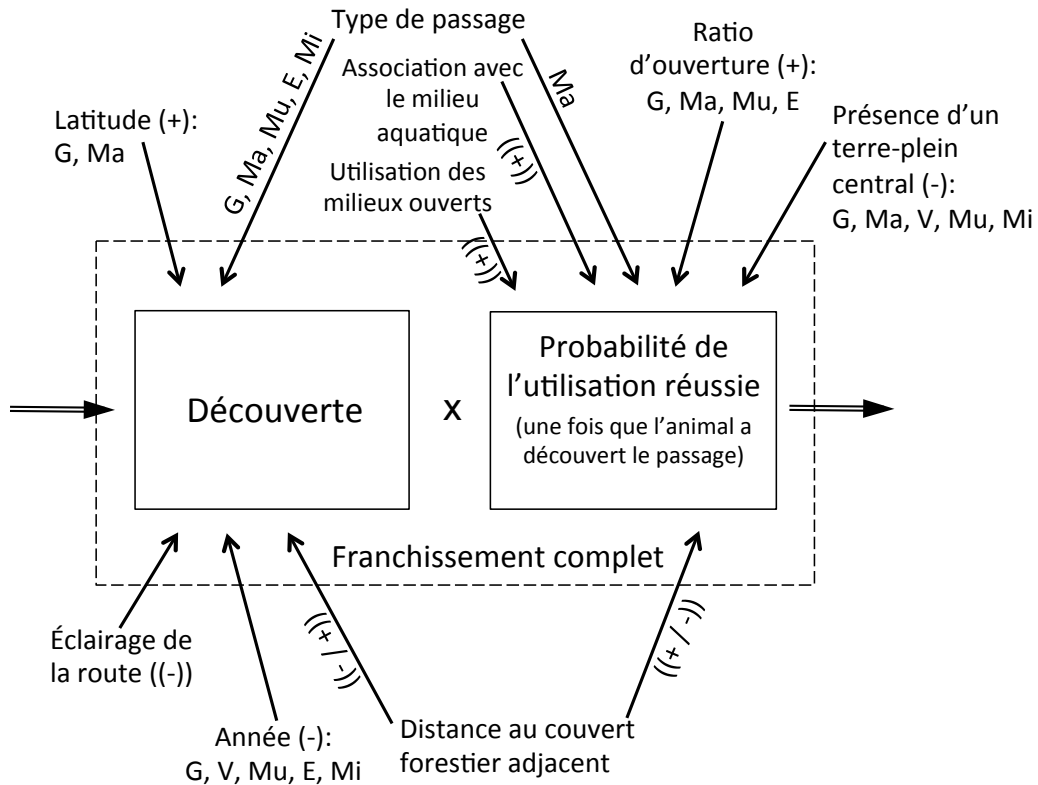 Type de passage
Ratio
d'ouverture (+):
G, Ma, Mu, E
Association avec
le milieu
aquatique
((+))
Ma
G, Ma, Mu, E, Mi
Latitude (+):
G, Ma
Présence d’un
terre-plein
central (-):
G, Ma, V, Mu, Mi
Utilisation des
milieux ouverts
((+))
Découverte
x
Probabilité de
l’utilisation réussie
(une fois que l’animal a
découvert le passage)
Franchissement complet
Éclairage de
la route ((-))
((+ / -))
((+ / -))
Année (-):
G, V, Mu, E, Mi
Distance au couvert
forestier adjacent